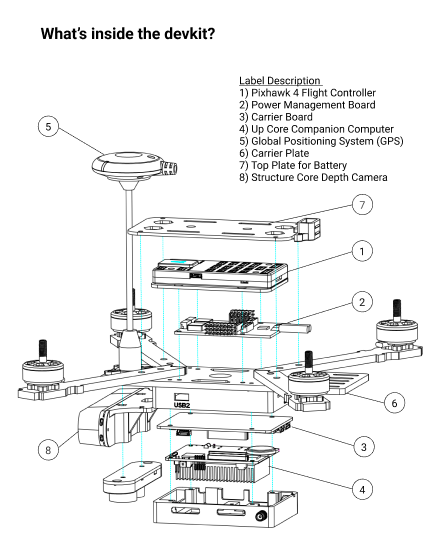 What's inside the devkit?
Label Description
1) Pixhawk 4 Flight Controller
2) Power Management Board
3) Carrier Board
4) Up Core Companion Computer
5) Global Positioning System (GPS)
6) Carrier Plate
7) Top Plate for Battery
8) Structure Core Depth Camera
5
7
1
2
USB2
6
8
3
4